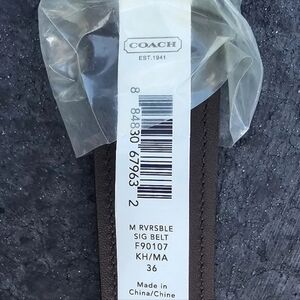 COACH
EST. 1941
8 84830 67963 2
M RVRSBLE
SIG BELT
F90107
KH/MA
36
Made in
China/Chine